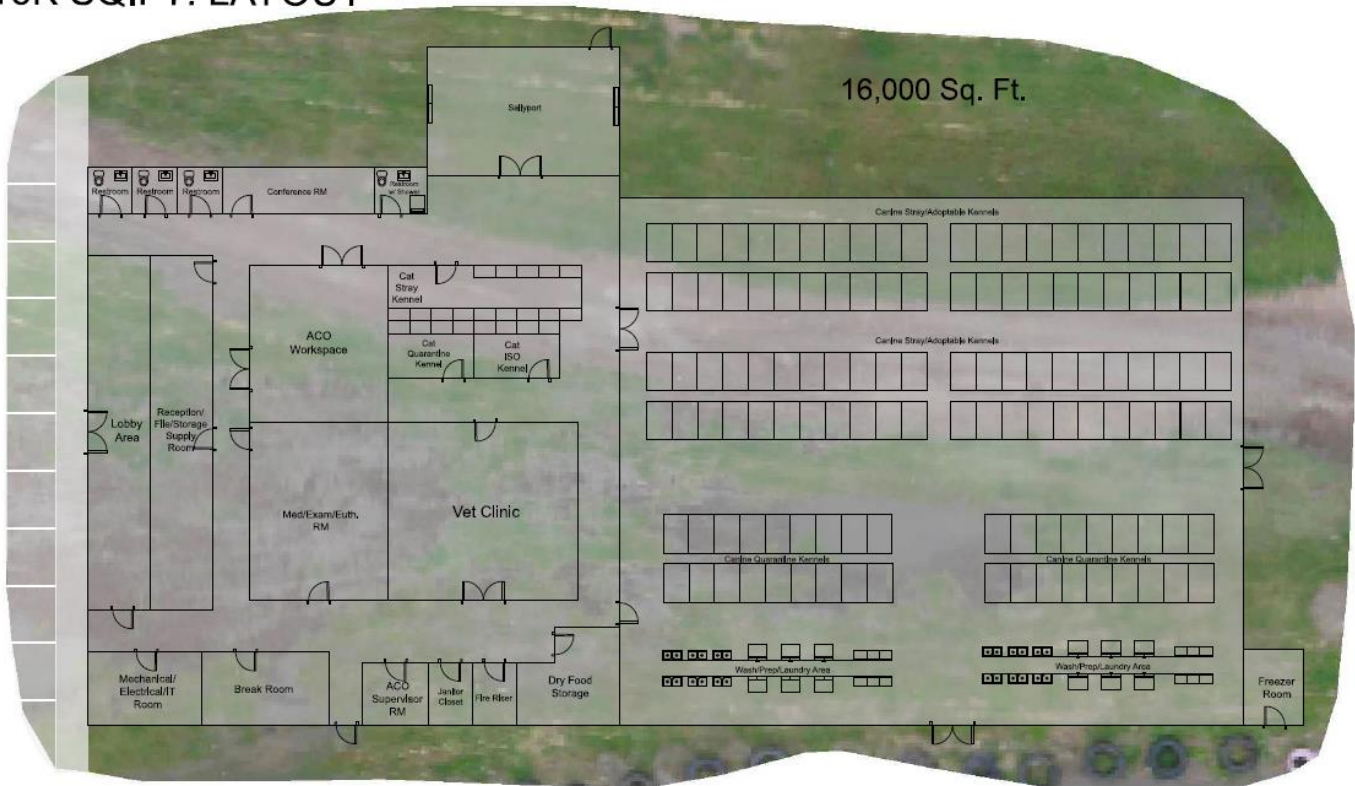 16,000 Sq. Ft.
Sallyport
Restroom
Restroom
Restroom
Conference RM
Restroom
w/ Shower
Canine Stray/Adoptable Kennels
Cat
Stray
Kennel
ACO
Workspace
Cat
Quarantine
Kennel
Cat
ISO
Kennel
Canine Stray/Adoptable Kennels
Lobby
Area
Reception/
File/Storage
Supply
Room
Med/Exam/Euth.
RM
Vet Clinic
Canine Quarantine Kennels
Canine Quarantine Kennels
Wash/Prep/Laundry Area
Wash/Prep/Laundry Area
Mechanical/
Electrical/IT
Room
Break Room
ACO
Supervisor
RM
Janitor
Closet
Fire Riser
Dry Food
Storage
Freezer
Room